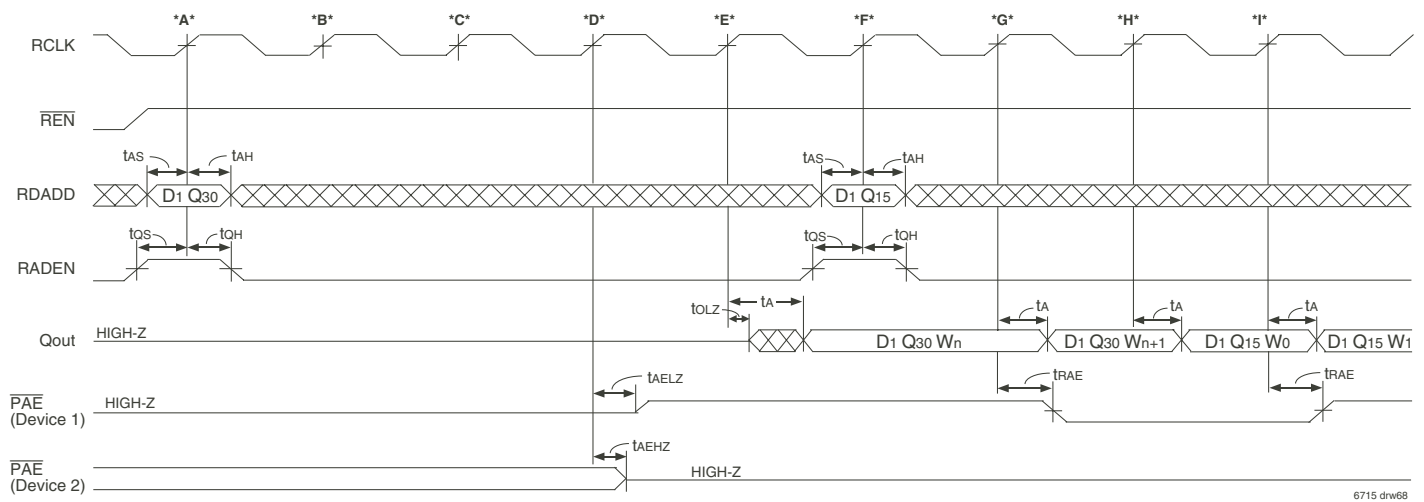 *A* *B* *C* *D* *E* *F* *G* *H* *I*
RCLK
REN
tAS tAH tAS tAH
RDADD D1 Q30 D1 Q15
tQS tQH tQS tQH
RADEN
tOLZ tA tA tA tA
Qout HIGH-Z D1 Q30 Wn D1 Q30 Wn+1 D1 Q15 W0 D1 Q15 W1
tAELZ tRAE tRAE
PAE HIGH-Z
(Device 1)
tAEHZ
PAE HIGH-Z
(Device 2)
6715 drw68